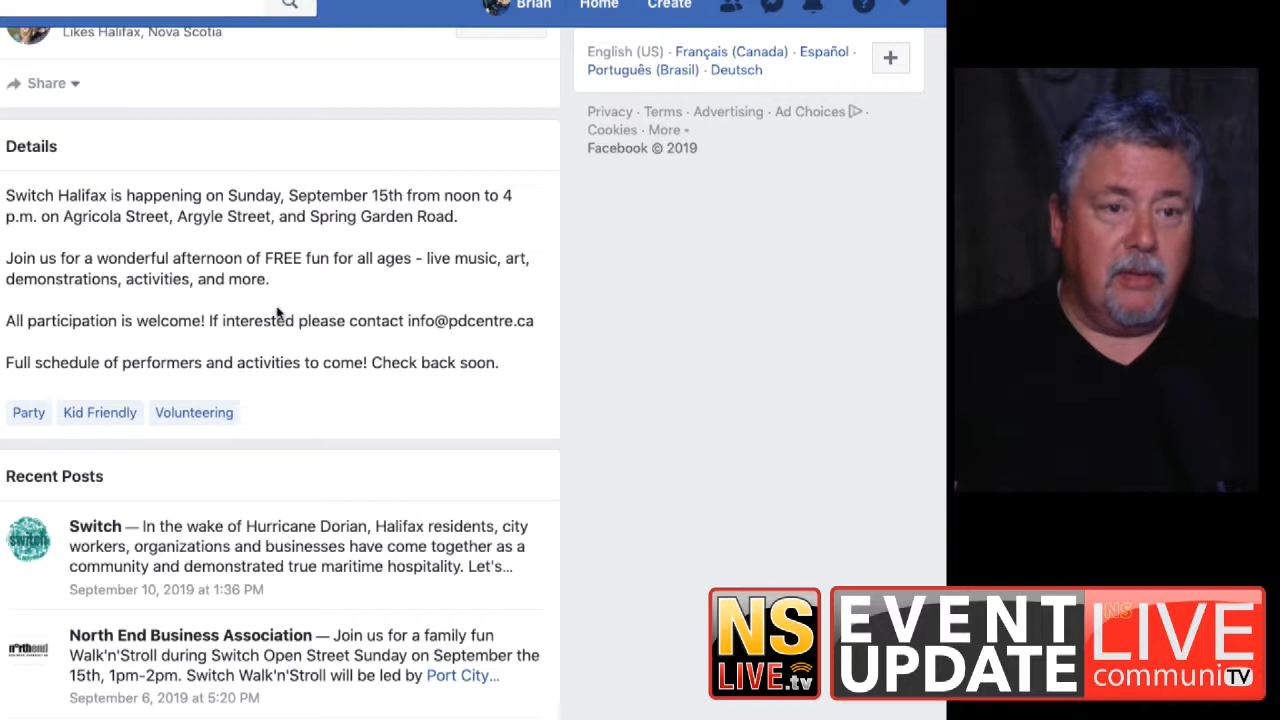 Brian
Home
Create
Likes Halifax, Nova Scotia
Share
English (US) · Français (Canada) · Español ·
Português (Brasil) · Deutsch
Privacy · Terms · Advertising · Ad Choices ·
Cookies · More
Facebook © 2019
Details
Switch Halifax is happening on Sunday, September 15th from noon to 4
p.m. on Agricola Street, Argyle Street, and Spring Garden Road.
Join us for a wonderful afternoon of FREE fun for all ages - live music, art,
demonstrations, activities, and more.
All participation is welcome! If interested please contact info@pdcentre.ca
Full schedule of performers and activities to come! Check back soon.
Party
Kid Friendly
Volunteering
Recent Posts
switch
Switch — In the wake of Hurricane Dorian, Halifax residents, city
workers, organizations and businesses have come together as a
community and demonstrated true maritime hospitality. Let's...
September 10, 2019 at 1:36 PM
north end
North End Business Association — Join us for a family fun
Walk'n'Stroll during Switch Open Street Sunday on September the
15th, 1pm-2pm. Switch Walk'n'Stroll will be led by Port City...
September 6, 2019 at 5:20 PM
NS
LIVE.tv
EVENT
UPDATE
NS
LIVE
communiTV